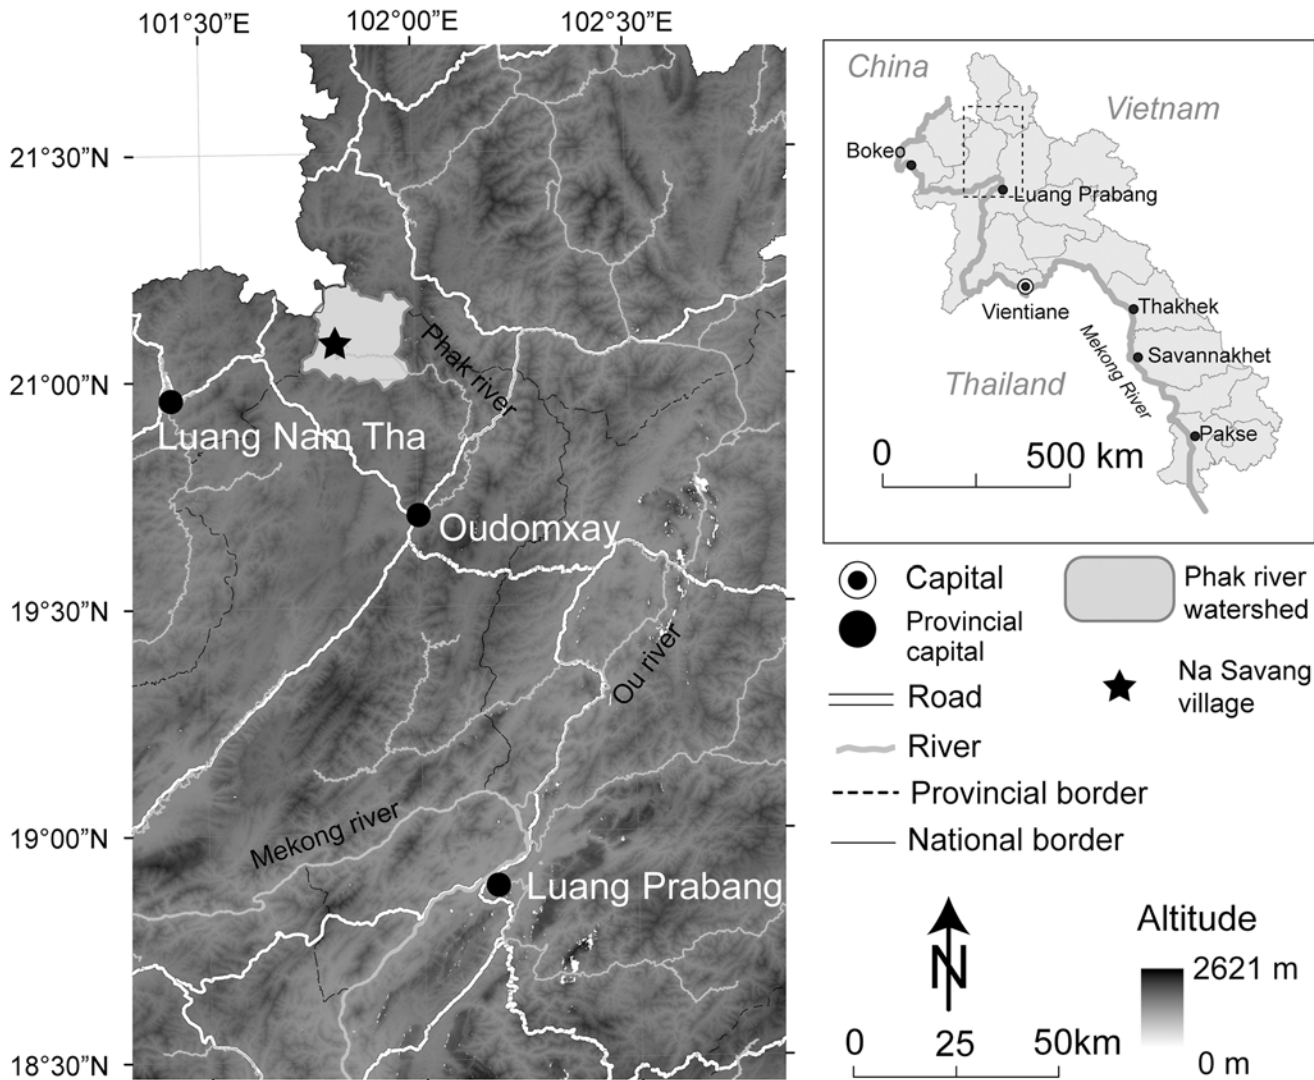 101°30”E
102°00”E
102°30”E
21°30”N
21°00”N
19°30”N
19°00”N
18°30”N
Phak river
Luang Nam Tha
Oudomxay
Ou river
Mekong river
Luang Prabang
China
Vietnam
Bokeo
Luang Prabang
Vientiane
Thakhek
Savannakhet
Mekong River
Thailand
Pakse
0
500 km
Capital
Provincial
capital
Road
River
Provincial border
National border
Phak river
watershed
Na Savang
village
N
0
25
50km
Altitude
2621 m
0 m